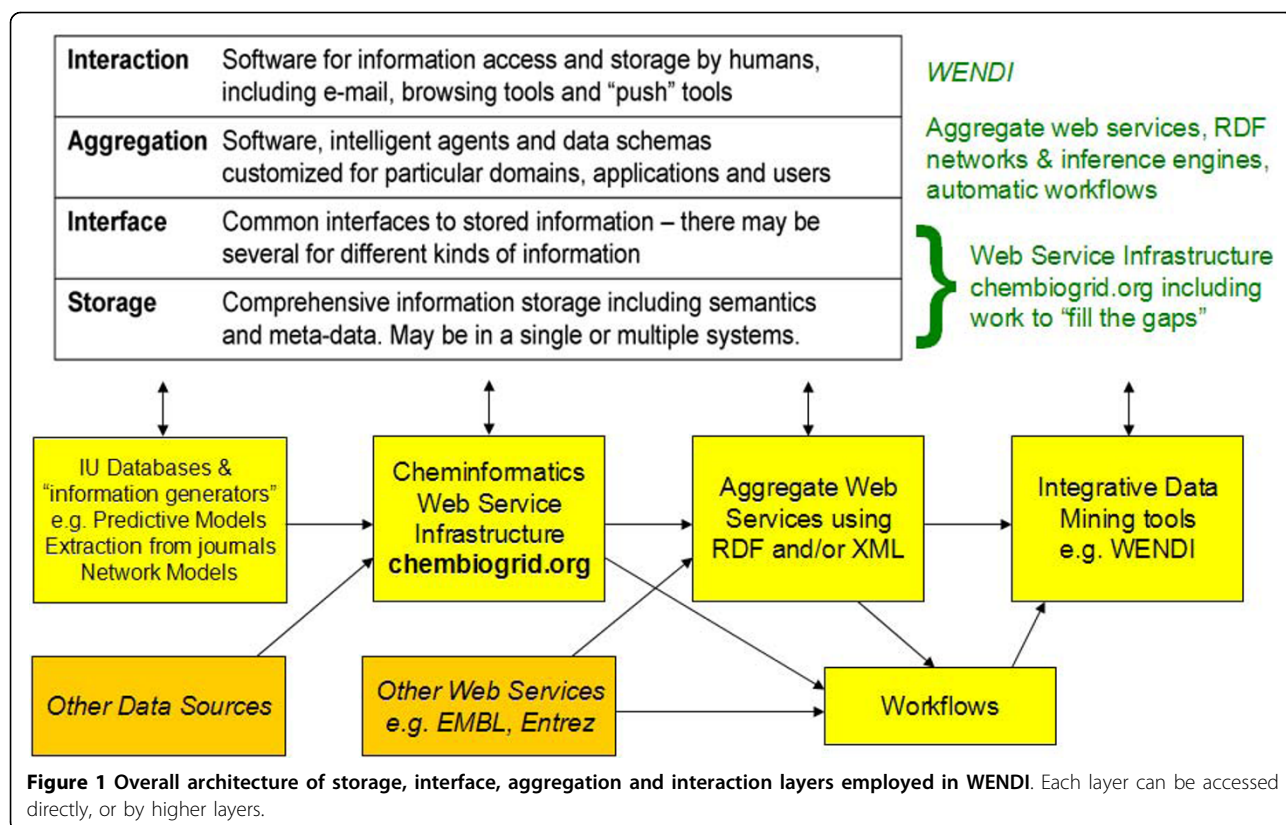 Interaction Software for information access and storage by humans,
including e-mail, browsing tools and “push” tools
Aggregation Software, intelligent agents and data schemas
customized for particular domains, applications and users
Interface Common interfaces to stored information – there may be
several for different kinds of information
Storage Comprehensive information storage including semantics
and meta-data. May be in a single or multiple systems.
WENDI
Aggregate web services, RDF
networks & inference engines,
automatic workflows
Web Service Infrastructure
chembiogrid.org including
work to “fill the gaps”
IU Databases &
“information generators”
e.g. Predictive Models
Extraction from journals
Network Models
Cheminformatics
Web Service
Infrastructure
chembiogrid.org
Aggregate Web
Services using
RDF and/or XML
Integrative Data
Mining tools
e.g. WENDI
Other Data Sources
Other Web Services
e.g. EMBL, Entrez
Workflows
Figure 1 Overall architecture of storage, interface, aggregation and interaction layers employed in WENDI. Each layer can be accessed
directly, or by higher layers.